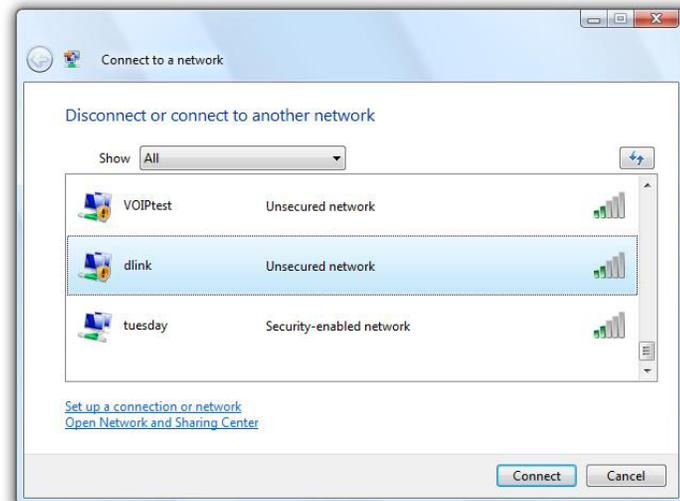 Connect to a network
Disconnect or connect to another network
Show All
VOIPtest Unsecured network
dlink Unsecured network
tuesday Security-enabled network
Set up a connection or network
Open Network and Sharing Center
Connect Cancel